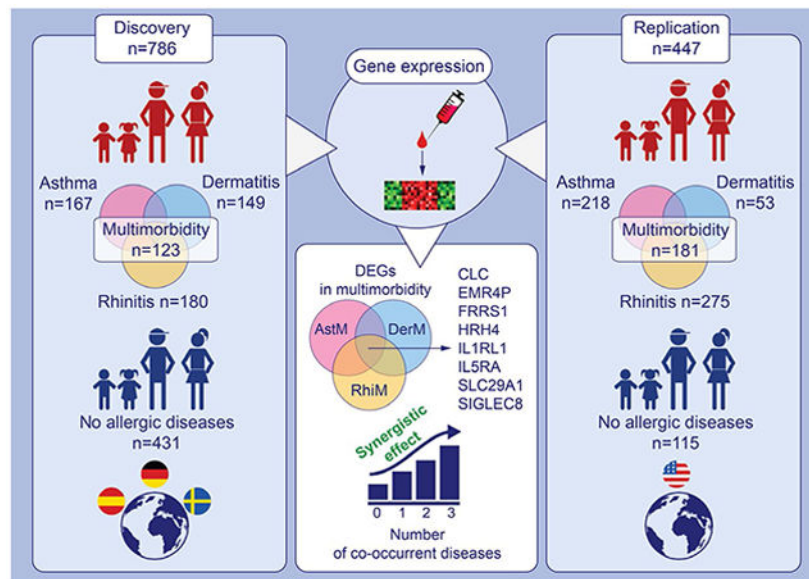 Discovery
n=786
Asthma
n=167
Dermatitis
n=149
Multimorbidity
n=123
Rhinitis n=180
No allergic diseases
n=431
Gene expression
DEGs
in multimorbidity
AstM
DerM
RhiM
CLC
EMR4P
FRRS1
HRH4
IL1RL1
IL5RA
SLC29A1
SIGLEC8
Synergistic
effect
0 1 2 3
Number
of co-occurrent diseases
Replication
n=447
Asthma
n=218
Dermatitis
n=53
Multimorbidity
n=181
Rhinitis n=275
No allergic diseases
n=115